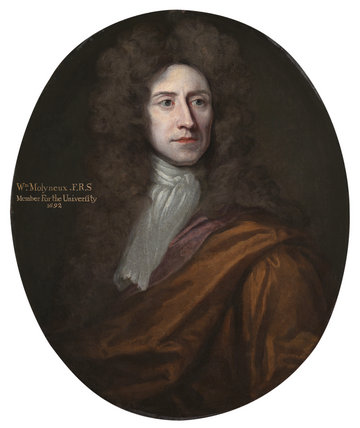 Wm Molyneux .F.R.S
Member For the University
1692